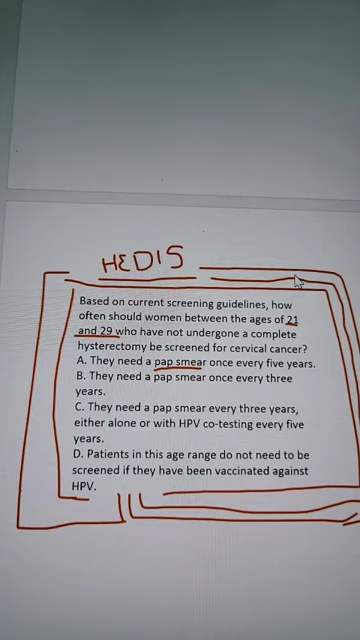 HEDIS
Based on current screening guidelines, how
often should women between the ages of 21
and 29 who have not undergone a complete
hysterectomy be screened for cervical cancer?
A. They need a pap smear once every five years.
B. They need a pap smear once every three
years.
C. They need a pap smear every three years,
either alone or with HPV co-testing every five
years.
D. Patients in this age range do not need to be
screened if they have been vaccinated against
HPV.